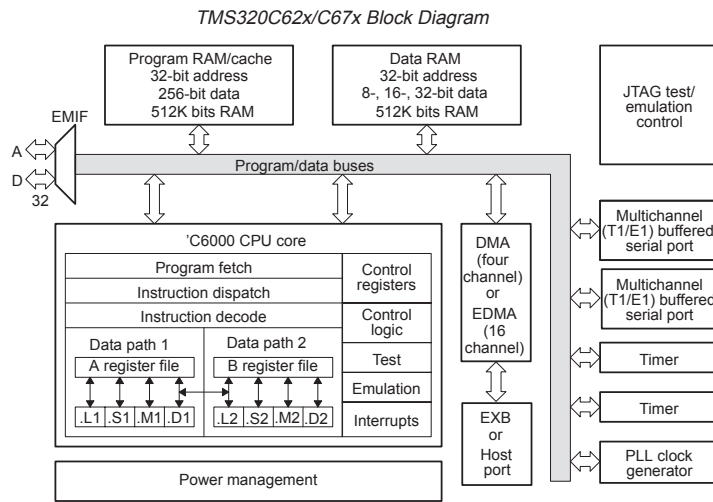 TMS320C62x/C67x Block Diagram
Program RAM/cache
32-bit address
256-bit data
512K bits RAM
Data RAM
32-bit address
8-, 16-, 32-bit data
512K bits RAM
JTAG test/
emulation
control
EMIF
A
D
32
Program/data buses
'C6000 CPU core
Program fetch
Instruction dispatch
Instruction decode
Data path 1
A register file
.L1 .S1 .M1 .D1
Data path 2
B register file
.L2 .S2 .M2 .D2
Control
registers
Control
logic
Test
Emulation
Interrupts
Power management
DMA
(four
channel)
or
EDMA
(16
channel)
EXB
or
Host
port
Multichannel
(T1/E1) buffered
serial port
Multichannel
(T1/E1) buffered
serial port
Timer
Timer
PLL clock
generator